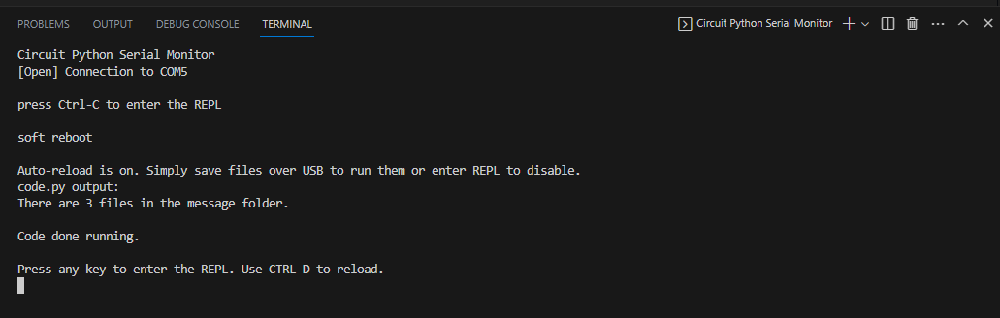 PROBLEMS OUTPUT DEBUG CONSOLE TERMINAL Circuit Python Serial Monitor
Circuit Python Serial Monitor
[Open] Connection to COM5
press Ctrl-C to enter the REPL
soft reboot
Auto-reload is on. Simply save files over USB to run them or enter REPL to disable.
code.py output:
There are 3 files in the message folder.
Code done running.
Press any key to enter the REPL. Use CTRL-D to reload.